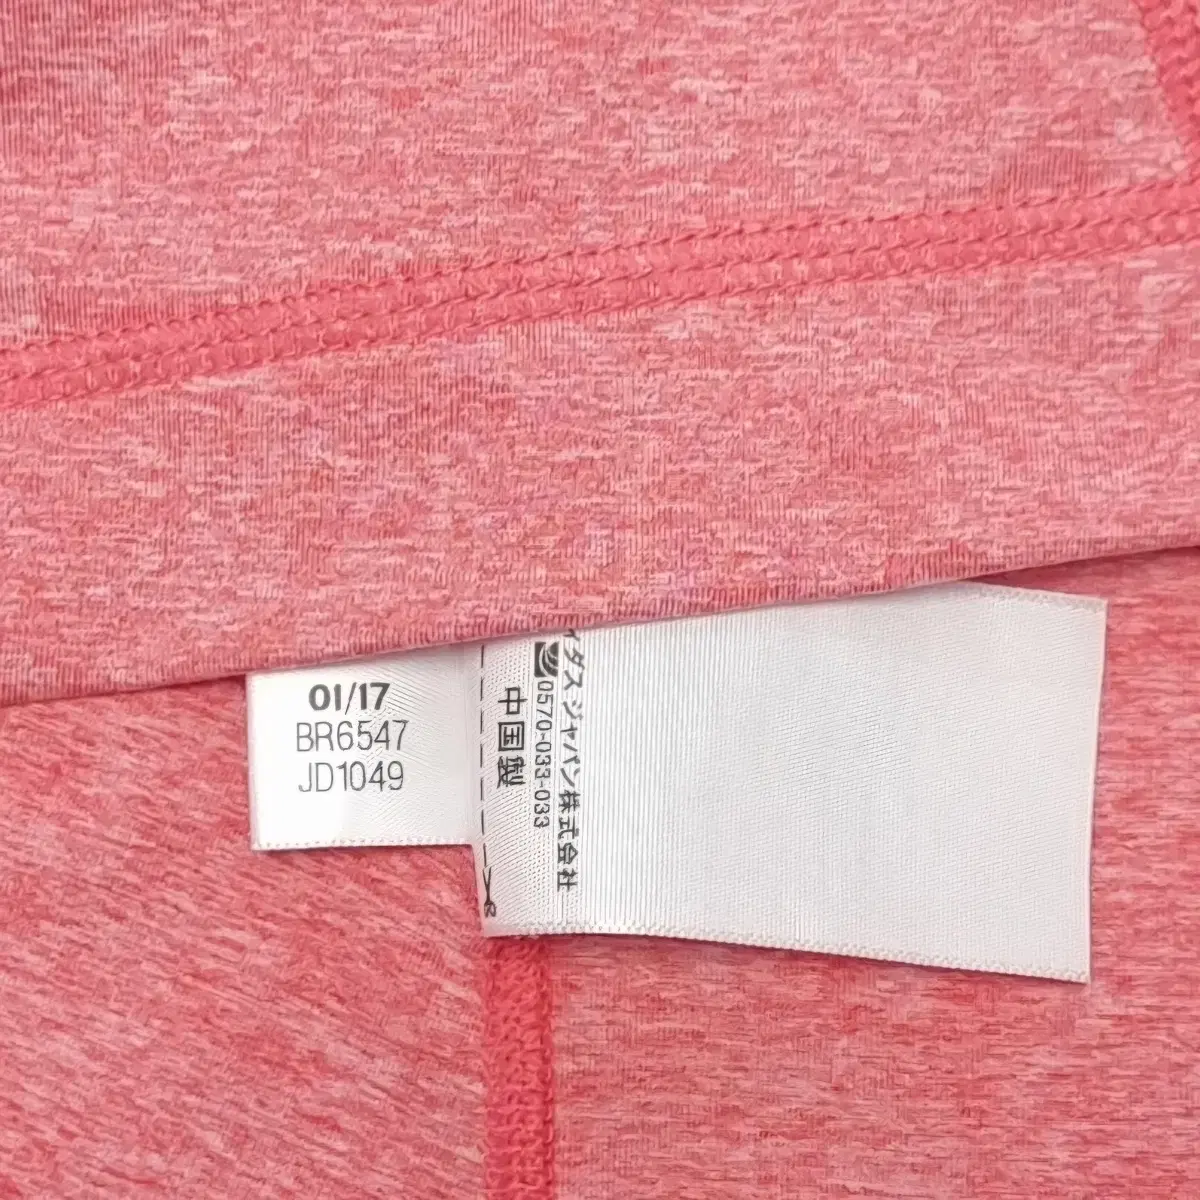 01/17
BR6547
JD1049
ィダス ジャパン株式会社
0570-033-033
中国製